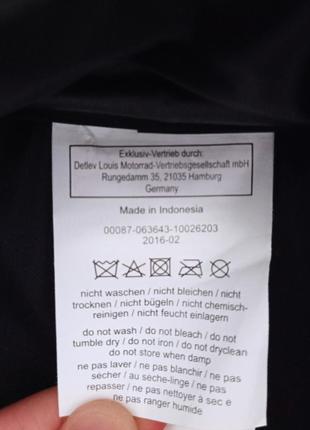 Exklusiv-Vertrieb durch:
Detlev Louis Motorrad-Vertriebsgesellschaft mbH
Rungedamm 35, 21035 Hamburg
Germany
Made in Indonesia
00087-063643-10026203
2016-02
nicht waschen / nicht bleichen / nicht
trocknen / nicht bügeln / nicht chemisch-
reinigen / nicht feucht einlagern
do not wash / do not bleach / do not
tumble dry / do not iron / do not dryclean
do not store when damp
ne pas laver / ne pas blanchir / ne pas
sécher / au seche-linge / ne pas
repasser / ne pas nettoyer à sec e
ne pas ranger humide